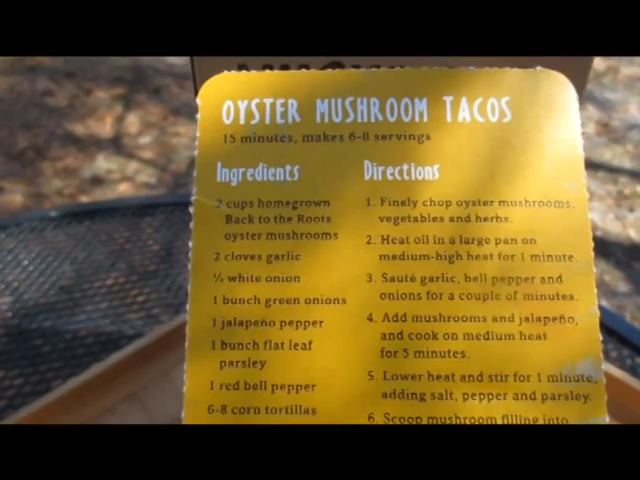 OYSTER MUSHROOM TACOS
15 minutes, makes 6-8 servings
Ingredients
2 cups homegrown
Back to the Roots
oyster mushrooms
2 cloves garlic
½ white onion
1 bunch green onions
1 jalapeño pepper
1 bunch flat leaf
parsley
1 red bell pepper
6-8 corn tortillas
Directions
1. Finely chop oyster mushrooms,
vegetables and herbs.
2. Heat oil in a large pan on
medium-high heat for 1 minute.
3. Sauté garlic, bell pepper and
onions for a couple of minutes.
4. Add mushrooms and jalapeño,
and cook on medium heat
for 5 minutes.
5. Lower heat and stir for 1 minute,
adding salt, pepper and parsley.
6. Scoop mushroom filling into